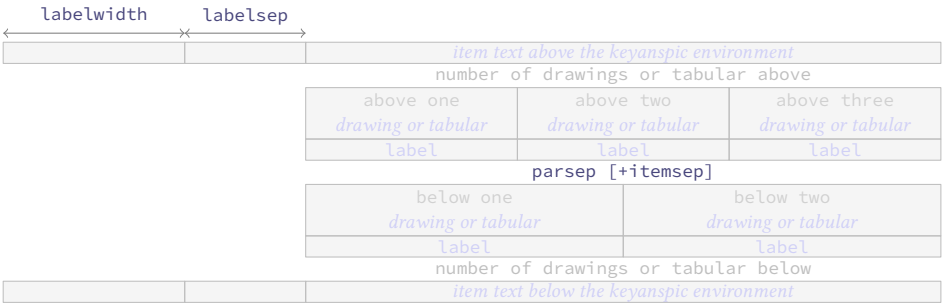 labelwidth labelsep
item text above the keyanspic environment
number of drawings or tabular above
above one above two above three
drawing or tabular drawing or tabular drawing or tabular
label label label
parsep [+itemsep]
below one below two
drawing or tabular drawing or tabular
label label
number of drawings or tabular below
item text below the keyanspic environment